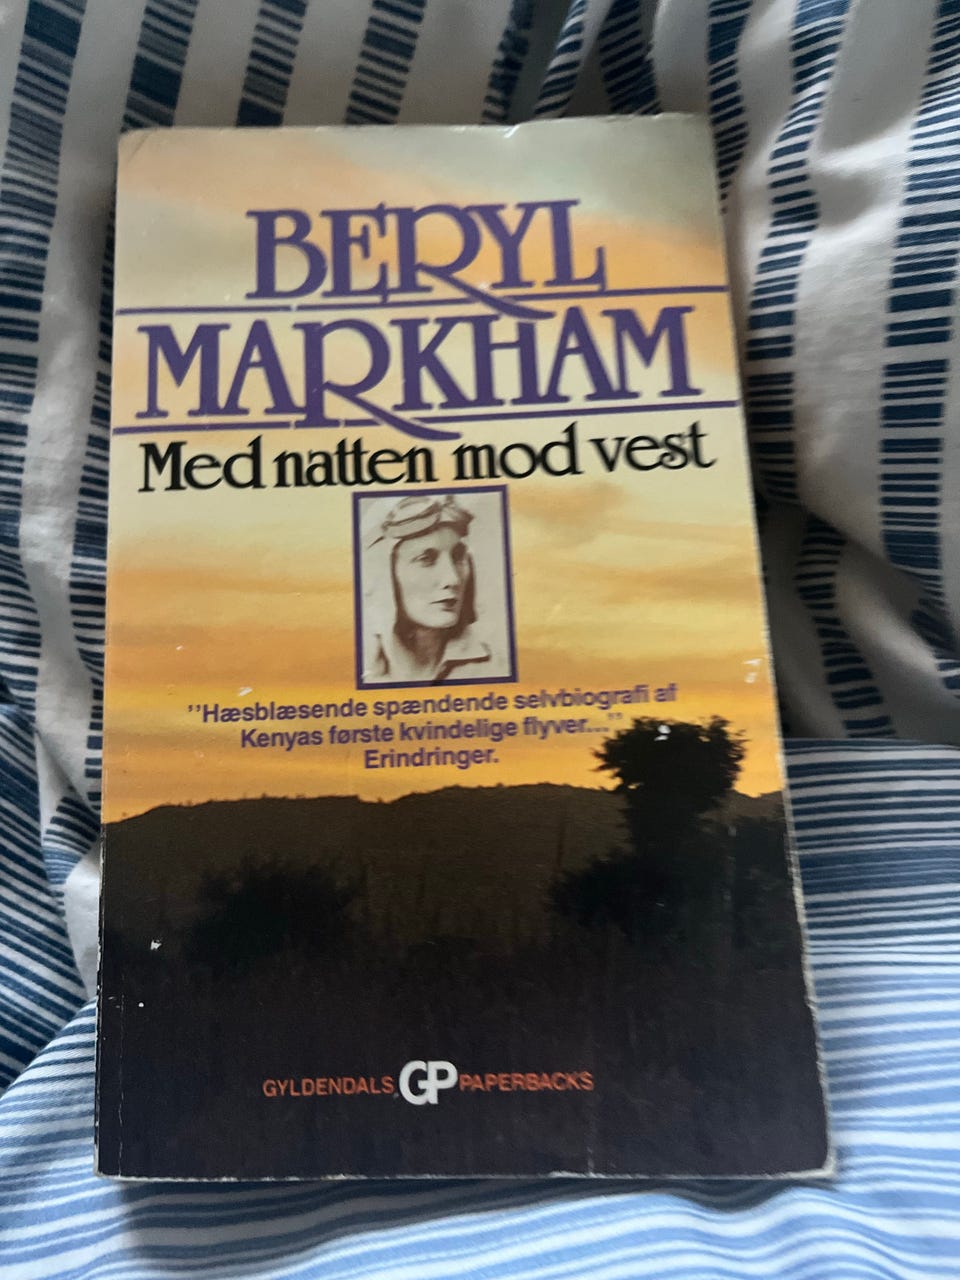 BERYL
MARKHAM
Med natten mod vest
"Hæsblæsende spændende selvbiografi af
Kenyas første kvindelige flyver..."
Erindringer.
GYLDENDALS GP PAPERBACKS